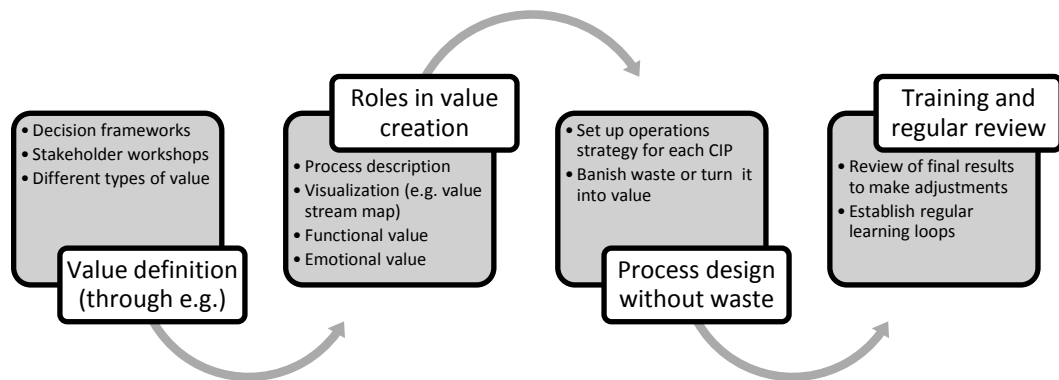 • Decision frameworks
• Stakeholder workshops
• Different types of value
Value definition
(through e.g.)
Roles in value
creation
• Process description
• Visualization (e.g. value
stream map)
• Functional value
• Emotional value
• Set up operations
strategy for each CIP
• Banish waste or turn it
into value
Process design
without waste
Training and
regular review
• Review of final results
to make adjustments
• Establish regular
learning loops